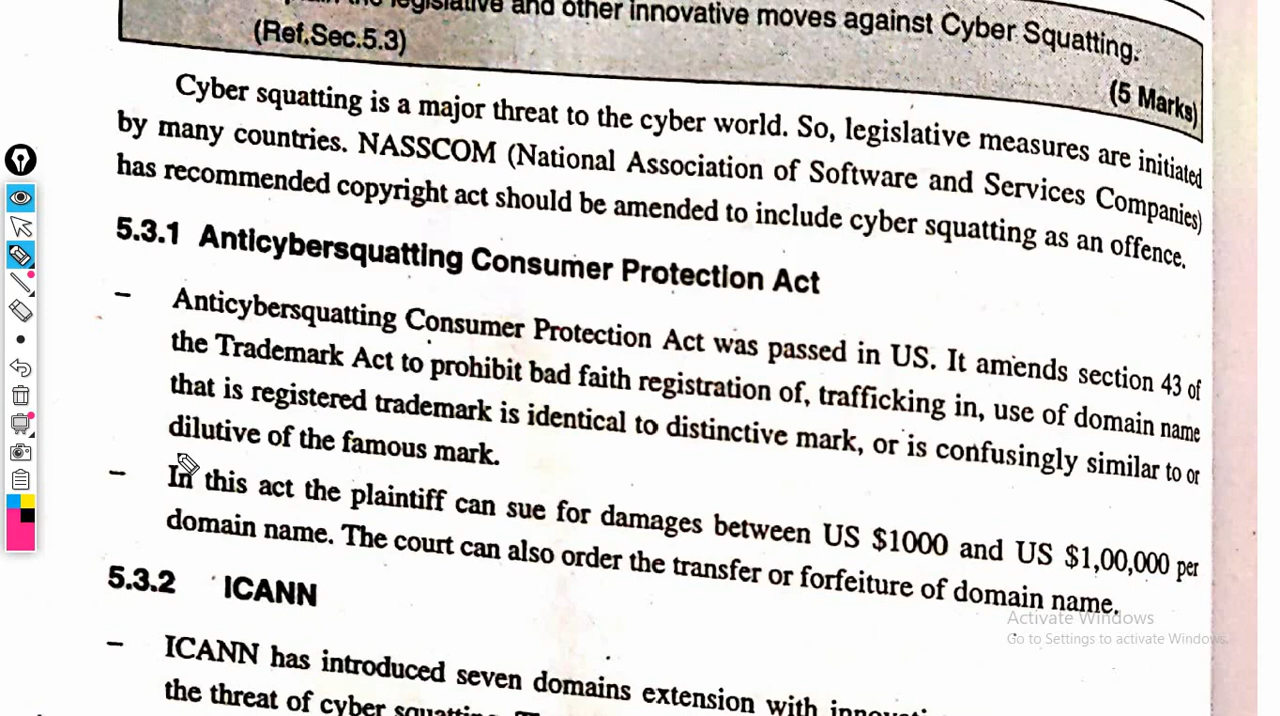 the legislative and other innovative moves against Cyber Squatting.
(Ref.Sec.5.3)
(5 Marks)
Cyber squatting is a major threat to the cyber world. So, legislative measures are initiated
by many countries. NASSCOM (National Association of Software and Services Companies)
has recommended copyright act should be amended to include cyber squatting as an offence.
5.3.1 Anticybersquatting Consumer Protection Act
– Anticybersquatting Consumer Protection Act was passed in US. It amends section 43 of
the Trademark Act to prohibit bad faith registration of, trafficking in, use of domain name
that is registered trademark is identical to distinctive mark, or is confusingly similar to or
dilutive of the famous mark.
– In this act the plaintiff can sue for damages between US $1000 and US $1,00,000 per
domain name. The court can also order the transfer or forfeiture of domain name.
5.3.2 ICANN
– ICANN has introduced seven domains extension with
the threat of cyber
Activate Windows
Go to Settings to activate Windows.